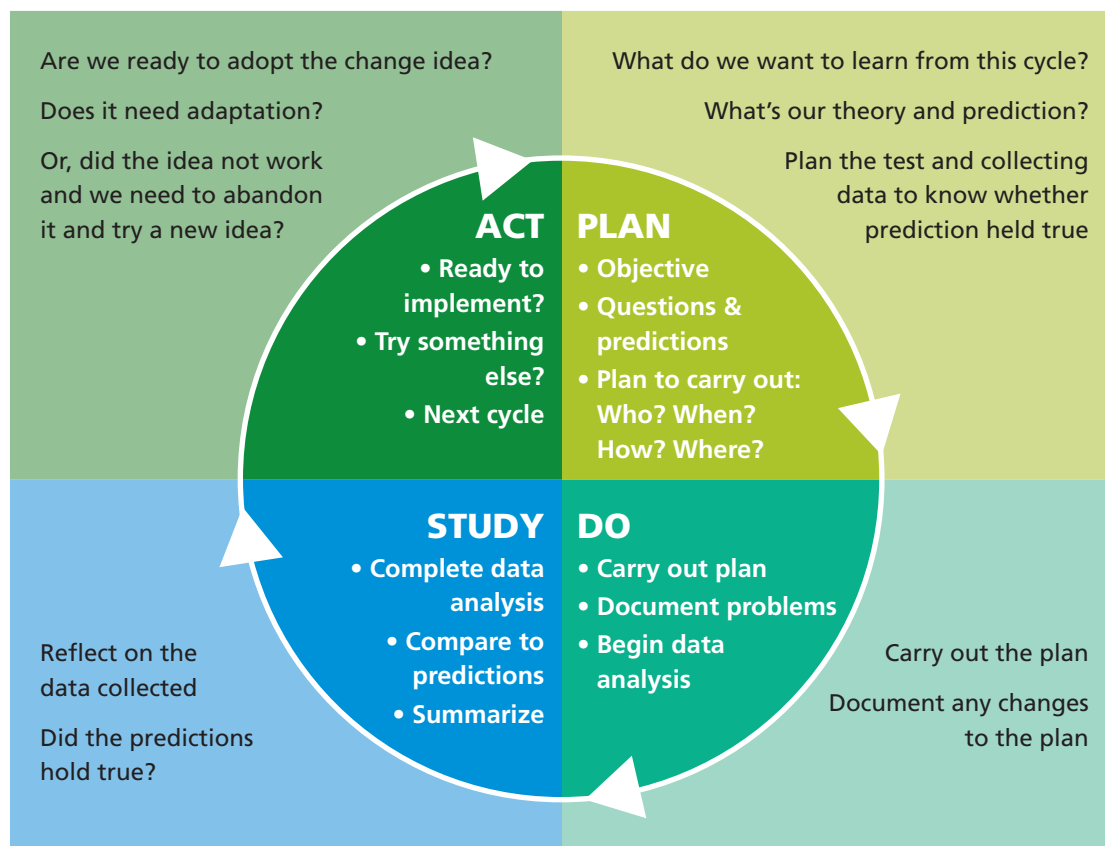 Are we ready to adopt the change idea?
Does it need adaptation?
Or, did the idea not work
and we need to abandon
it and try a new idea?
What do we want to learn from this cycle?
What's our theory and prediction?
Plan the test and collecting
data to know whether
prediction held true
ACT
• Ready to
implement?
• Try something
else?
• Next cycle
PLAN
• Objective
• Questions &
predictions
• Plan to carry out:
Who? When?
How? Where?
STUDY
• Complete data
analysis
• Compare to
predictions
• Summarize
DO
• Carry out plan
• Document problems
• Begin data
analysis
Reflect on the
data collected
Did the predictions
hold true?
Carry out the plan
Document any changes
to the plan